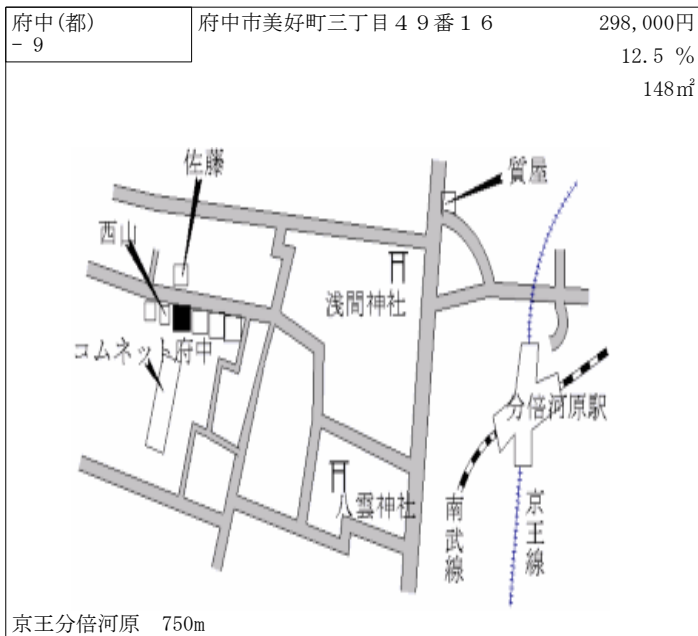 府中(都)
- 9
府中市美好町三丁目４９番１６
298,000円
12.5 %
148㎡
佐藤
質屋
西山
浅間神社
コムネット府中
分倍河原駅
八雲神社
南武線
京王線
京王分倍河原 750m